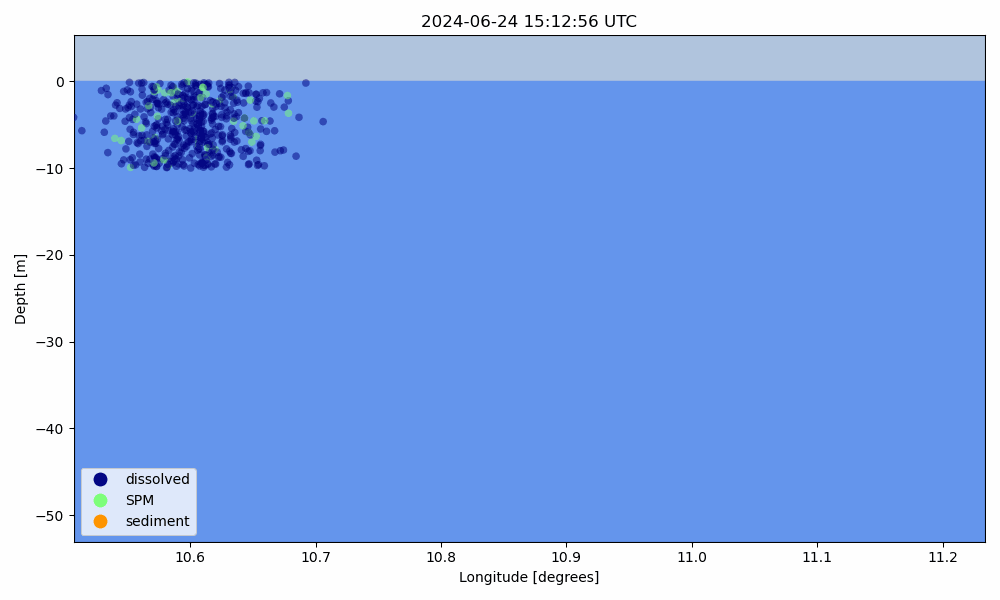 2024-06-24 15:12:56 UTC
0
−10
−20
−30
−40
−50
Depth [m]
dissolved
SPM
sediment
10.6 10.7 10.8 10.9 11.0 11.1 11.2
Longitude [degrees]